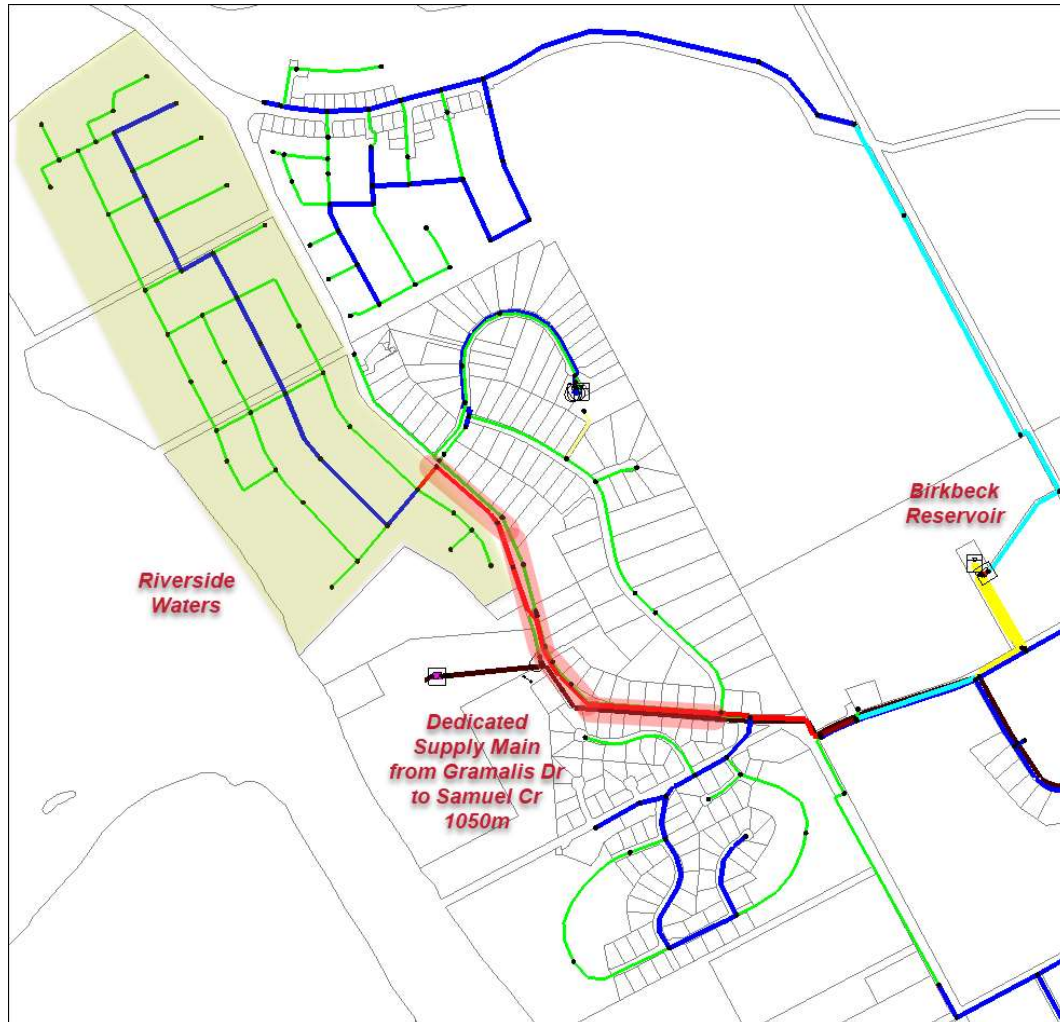 Birkbeck
Reservoir
Riverside
Waters
Dedicated
Supply Main
from Gramalis Dr
to Samuel Cr
1050m